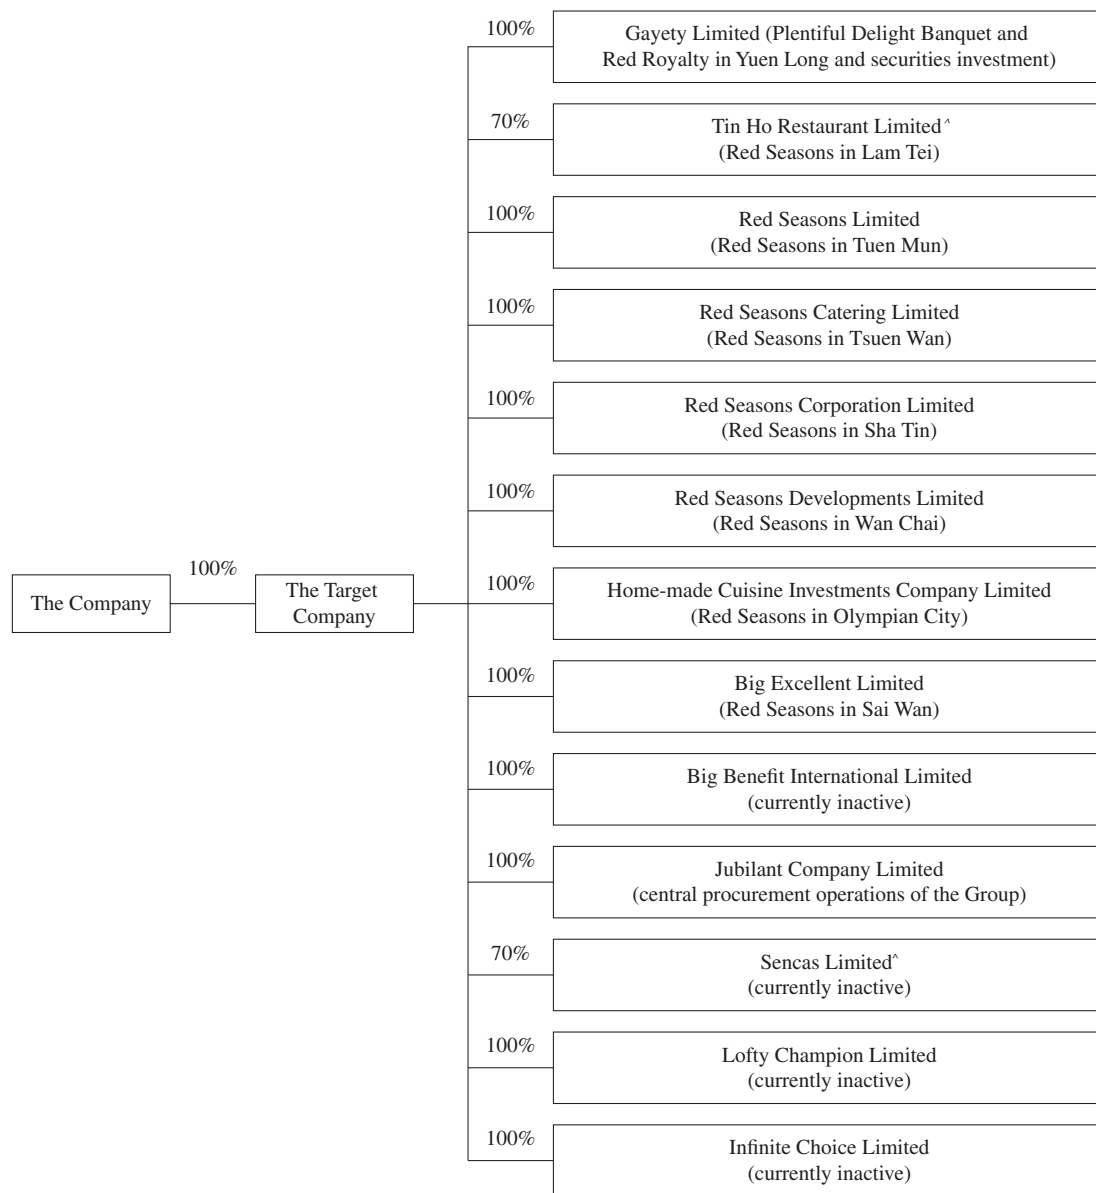 100%
Gayety Limited (Plentiful Delight Banquet and
Red Royalty in Yuen Long and securities investment)
70%
Tin Ho Restaurant Limited^
(Red Seasons in Lam Tei)
100%
Red Seasons Limited
(Red Seasons in Tuen Mun)
100%
Red Seasons Catering Limited
(Red Seasons in Tsuen Wan)
100%
Red Seasons Corporation Limited
(Red Seasons in Sha Tin)
100%
Red Seasons Developments Limited
(Red Seasons in Wan Chai)
The Company
100%
The Target
Company
100%
Home-made Cuisine Investments Company Limited
(Red Seasons in Olympian City)
100%
Big Excellent Limited
(Red Seasons in Sai Wan)
100%
Big Benefit International Limited
(currently inactive)
100%
Jubilant Company Limited
(central procurement operations of the Group)
70%
Sencas Limited^
(currently inactive)
100%
Lofty Champion Limited
(currently inactive)
100%
Infinite Choice Limited
(currently inactive)